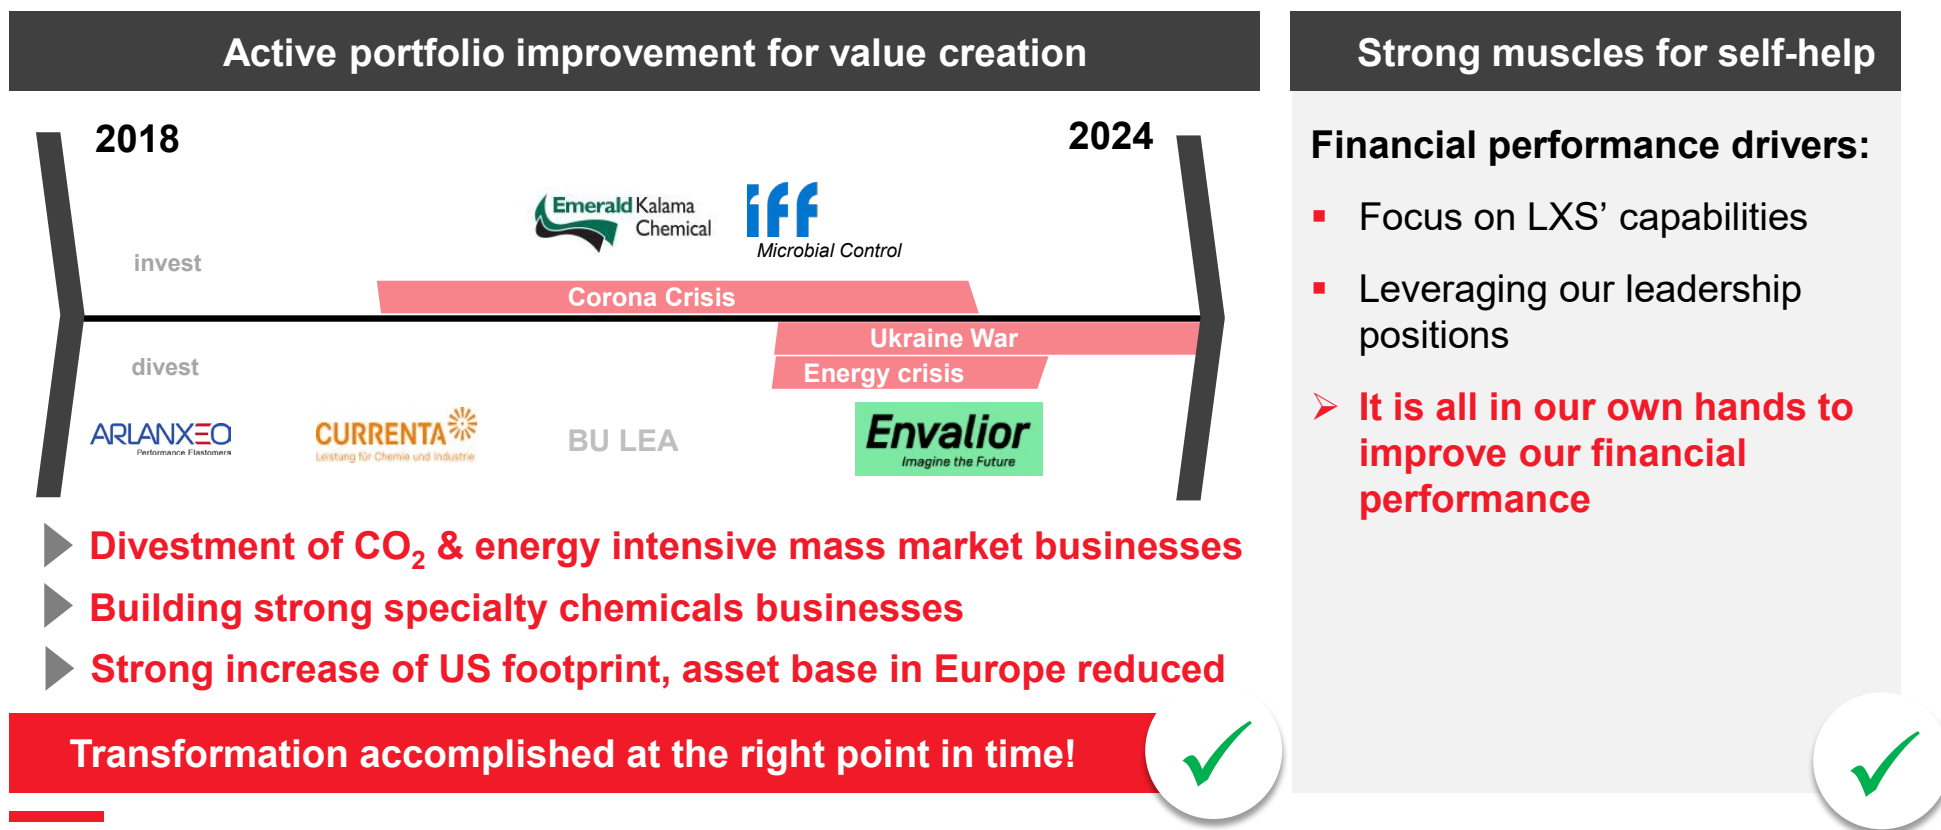 Active portfolio improvement for value creation
2018
2024
Emerald Kalama
Chemical
iff
Microbial Control
invest
Corona Crisis
Ukraine War
divest
Energy crisis
ARLANXEO
Performance Elastomers
CURRENTA
Leistung für Chemie und Industrie
BU LEA
Envalior
Imagine the Future
Divestment of CO₂ & energy intensive mass market businesses
Building strong specialty chemicals businesses
Strong increase of US footprint, asset base in Europe reduced
Transformation accomplished at the right point in time!
Strong muscles for self-help
Financial performance drivers:
Focus on LXS’ capabilities
Leveraging our leadership
positions
It is all in our own hands to
improve our financial
performance